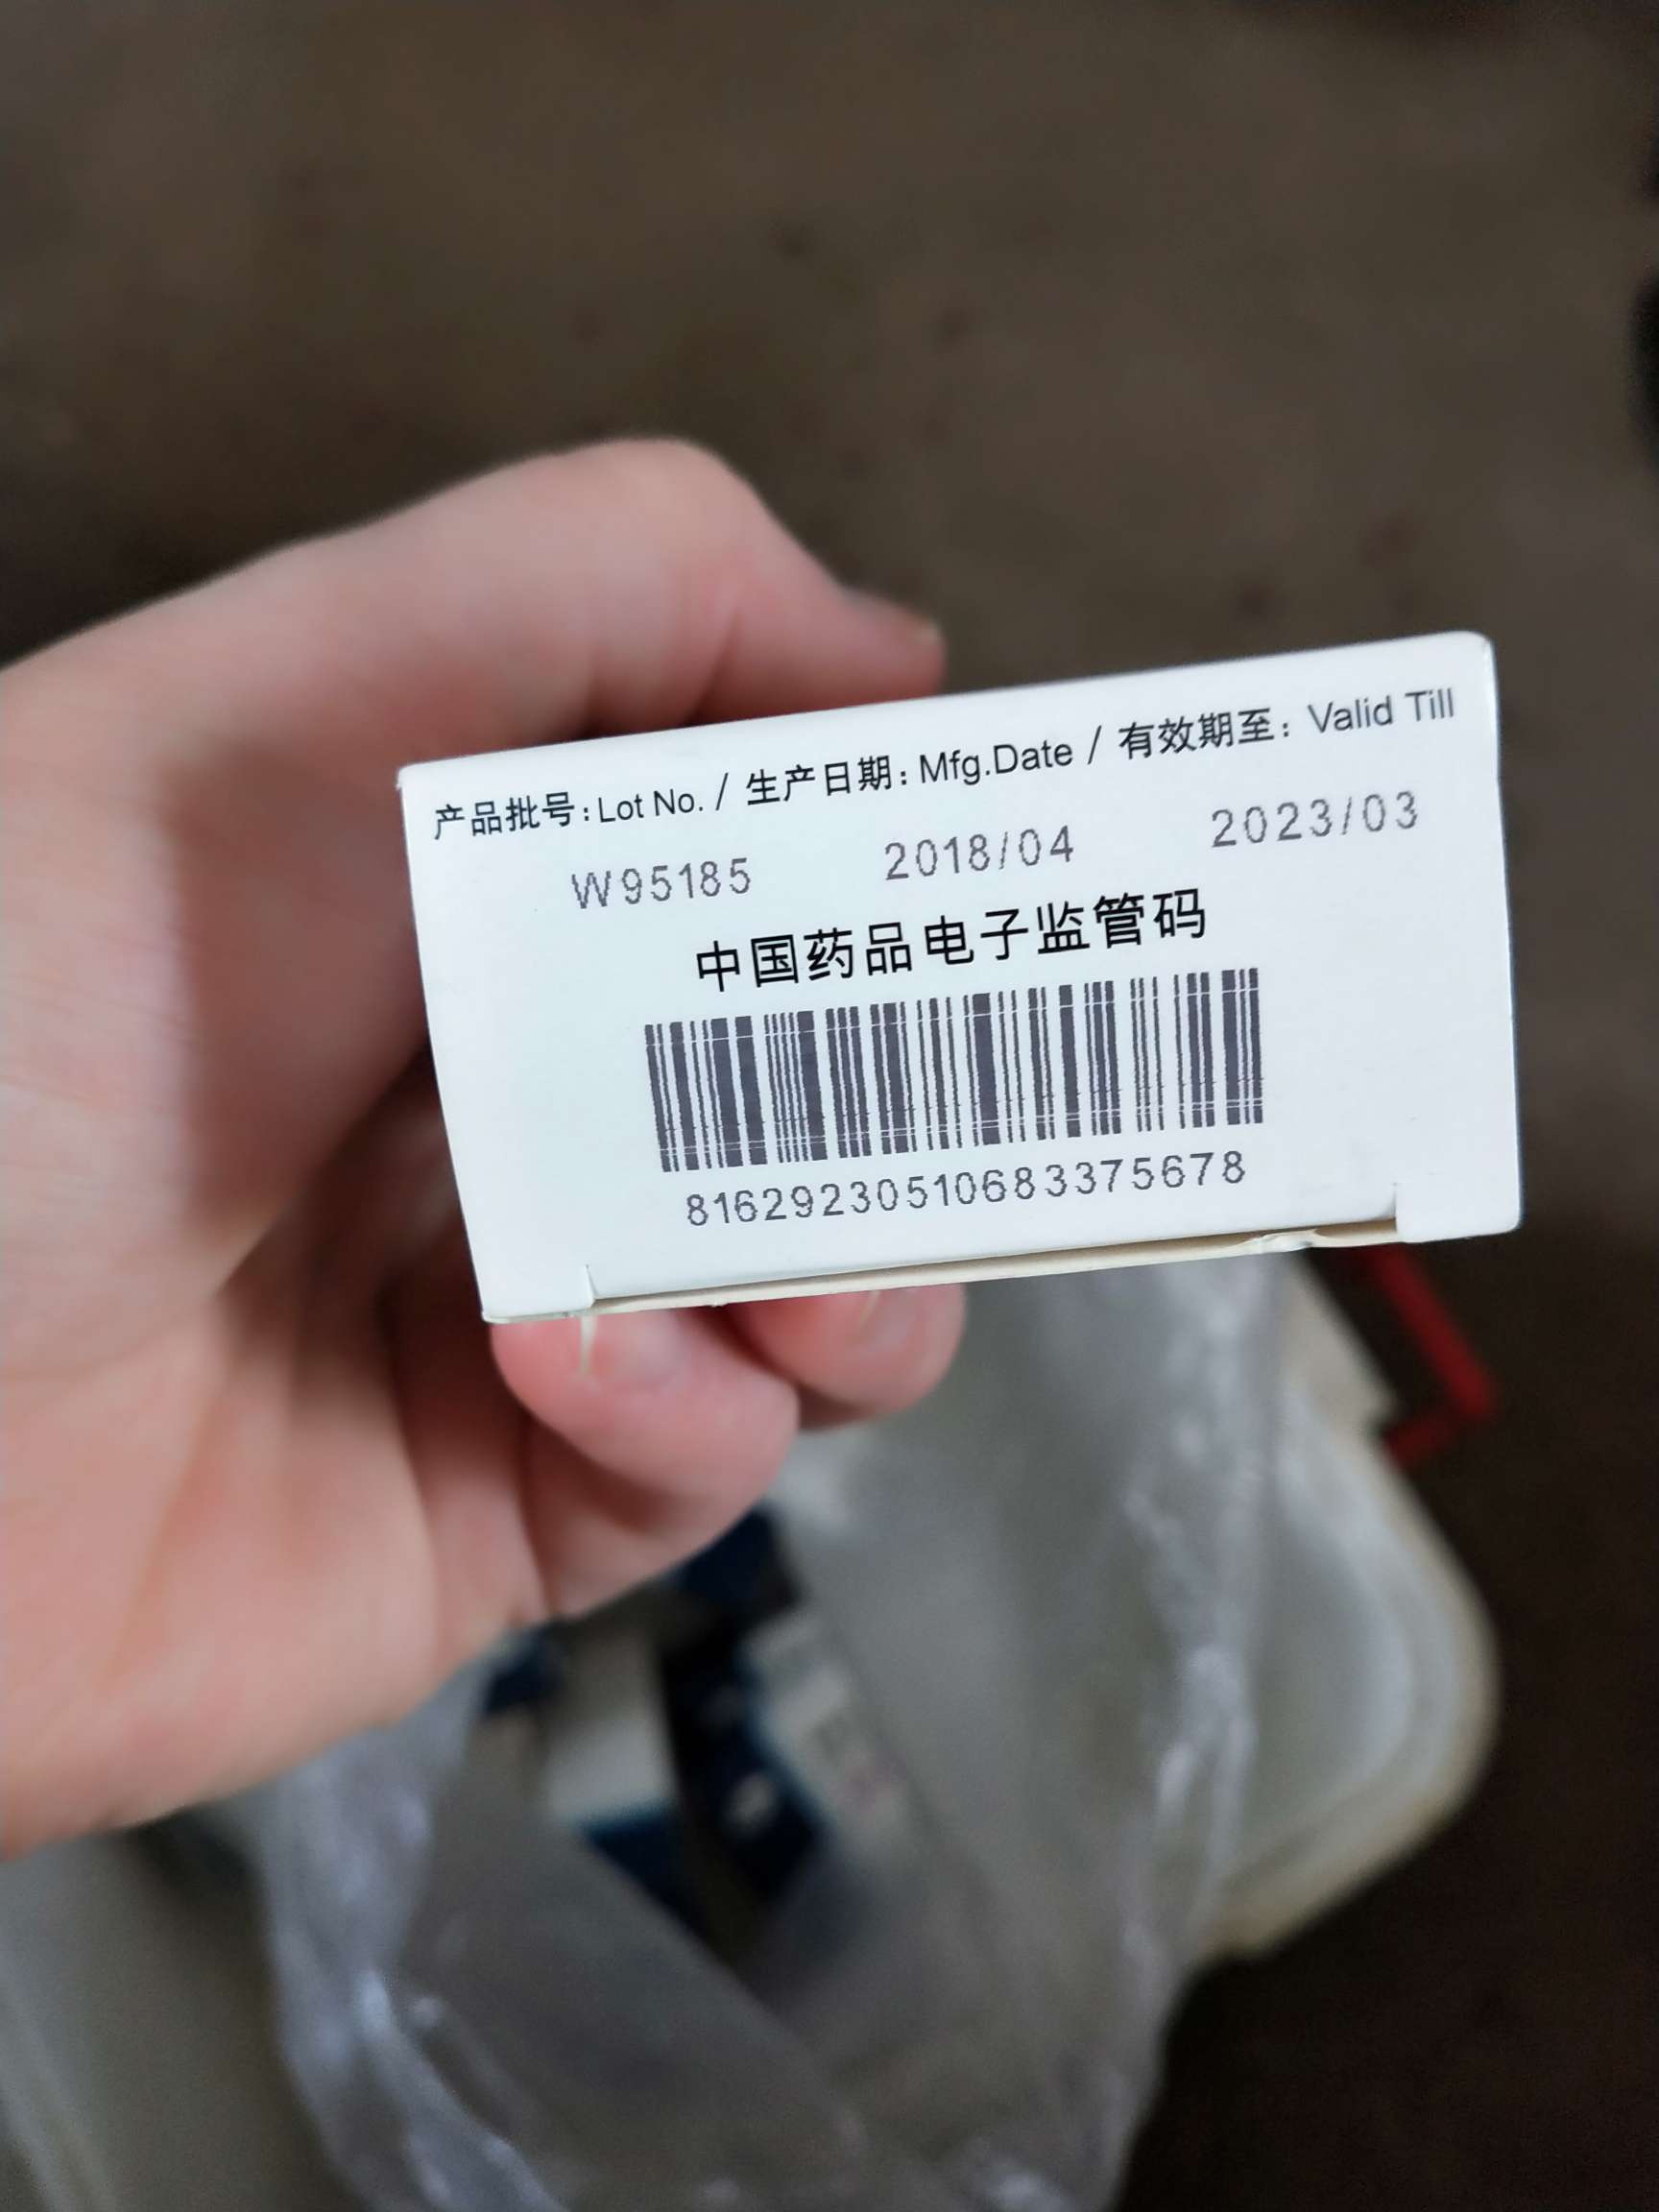 产品批号:Lot No. / 生产日期:Mfg.Date / 有效期至: Valid Till
W95185 2018/04 2023/03
中国药品电子监管码
81629230510683375678